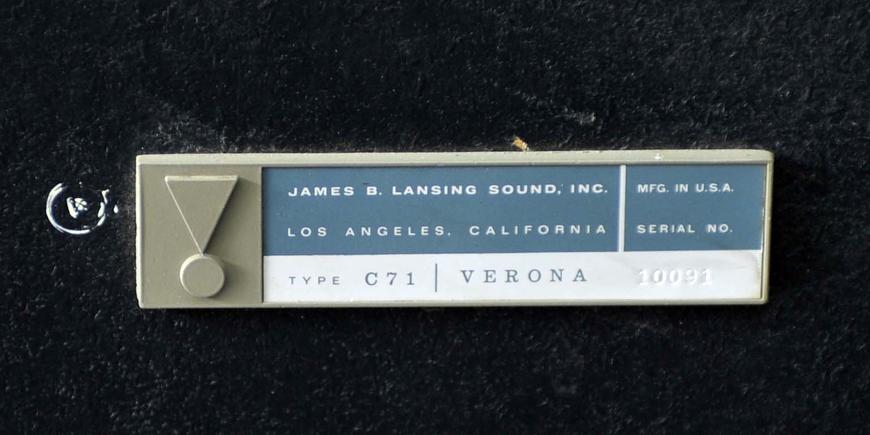 JAMES B. LANSING SOUND, INC.
LOS ANGELES, CALIFORNIA
MFG. IN U.S.A.
SERIAL NO.
TYPE C71 | VERONA
10091